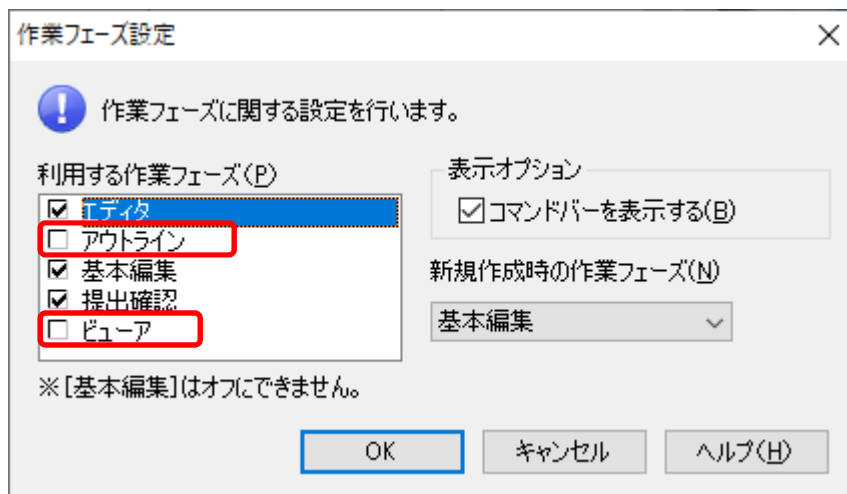 作業フェーズ設定
作業フェーズに関する設定を行います。
利用する作業フェーズ(P)
エディタ
アウトライン
基本編集
提出確認
ビューア
※[基本編集]はオフにできません。
表示オプション
コマンドバーを表示する(B)
新規作成時の作業フェーズ(N)
基本編集
OK
キャンセル
ヘルプ(H)